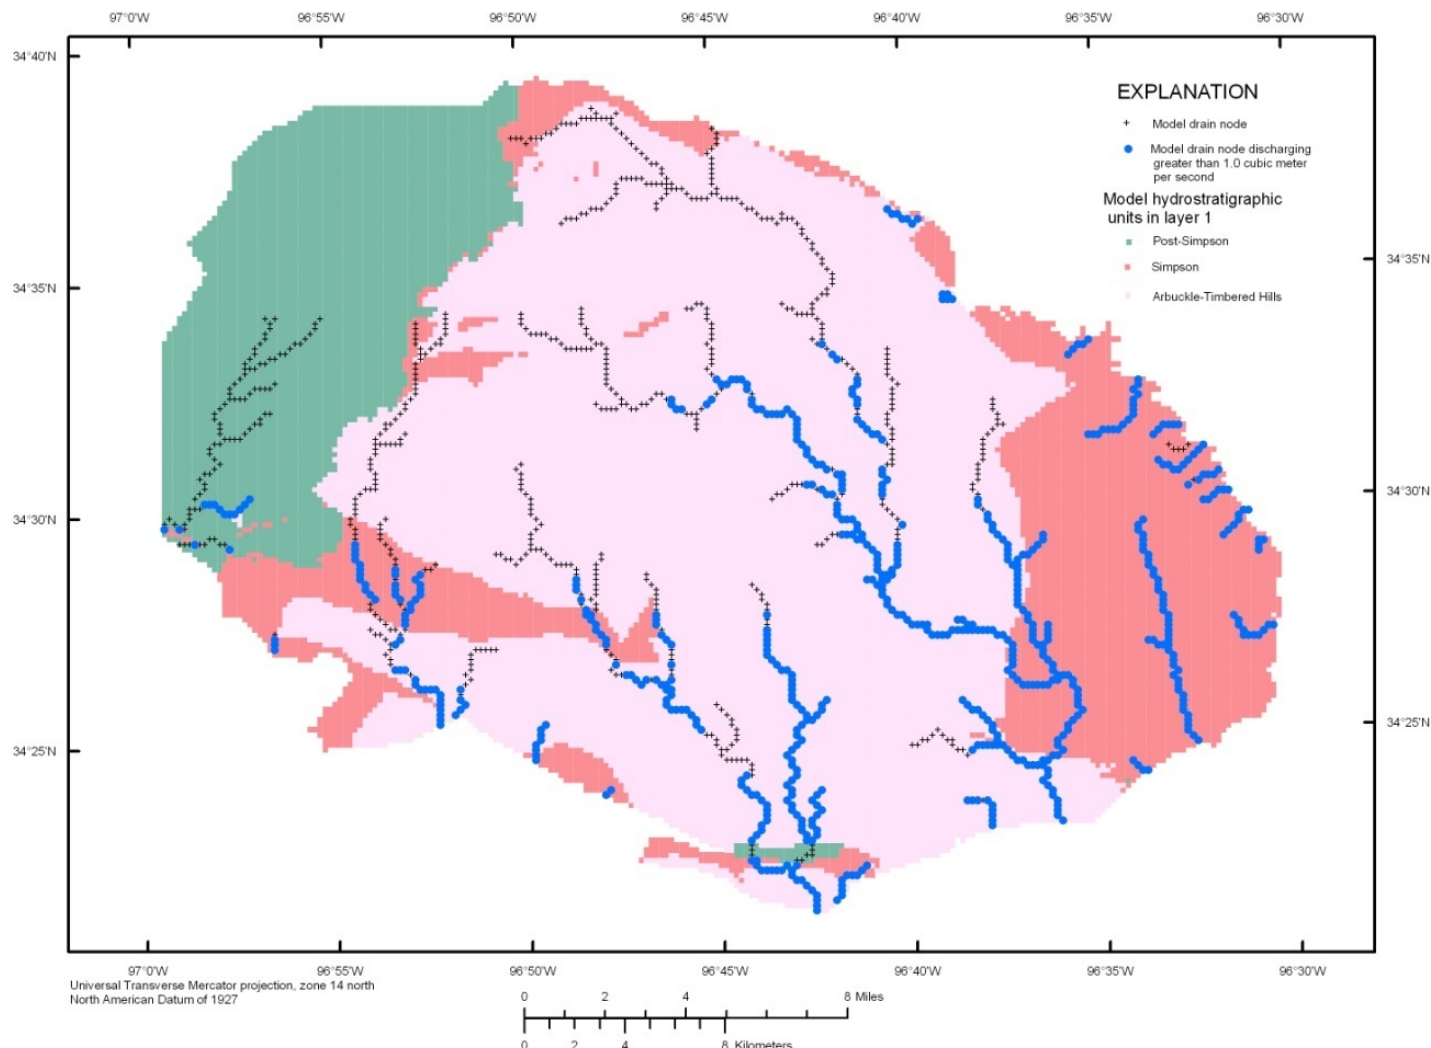 97°0'W 96°55'W 96°50'W 96°45'W 96°40'W 96°35'W 96°30'W
34°40'N
EXPLANATION
Model drain node
Model drain node discharging
greater than 1.0 cubic meter
per second
Model hydrostratigraphic
units in layer 1
Post-Simpson
Simpson
Arbuckle-Timbered Hills
34°35'N
34°35'N
34°30'N
34°30'N
34°25'N
34°25'N
97°0'W 96°55'W 96°50'W 96°45'W 96°40'W 96°35'W 96°30'W
Universal Transverse Mercator projection, zone 14 north
North American Datum of 1927
0 2 4 8 Miles
0 2 4 8 Kilometers